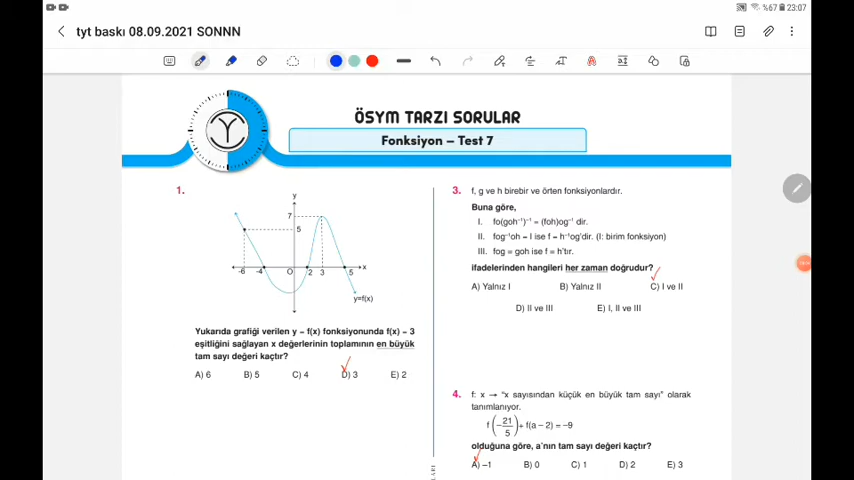 %67 23:07
tyt baskı 08.09.2021 SONNN
ÖSYM TARZI SORULAR
Fonksiyon – Test 7
1.
y
7
5
-6 -4 O 2 3 5 x
y=f(x)
Yukarıda grafiği verilen y = f(x) fonksiyonunda f(x) = 3
eşitliğini sağlayan x değerlerinin toplamının en büyük
tam sayı değeri kaçtır?
A) 6 B) 5 C) 4 D) 3 E) 2
3. f, g ve h birebir ve örten fonksiyonlardır.
Buna göre,
I. fo(goh⁻¹)⁻¹ = (foh)og⁻¹ dir.
II. fog⁻¹oh = I ise f = h⁻¹og'dir. (I: birim fonksiyon)
III. fog = goh ise f = h'tır.
ifadelerinden hangileri her zaman doğrudur?
A) Yalnız I B) Yalnız II C) I ve II
D) II ve III E) I, II ve III
4. f: x → "x sayısından küçük en büyük tam sayı" olarak
tanımlanıyor.
f(-21/5) + f(a – 2) = –9
olduğuna göre, a'nın tam sayı değeri kaçtır?
A) –1 B) 0 C) 1 D) 2 E) 3